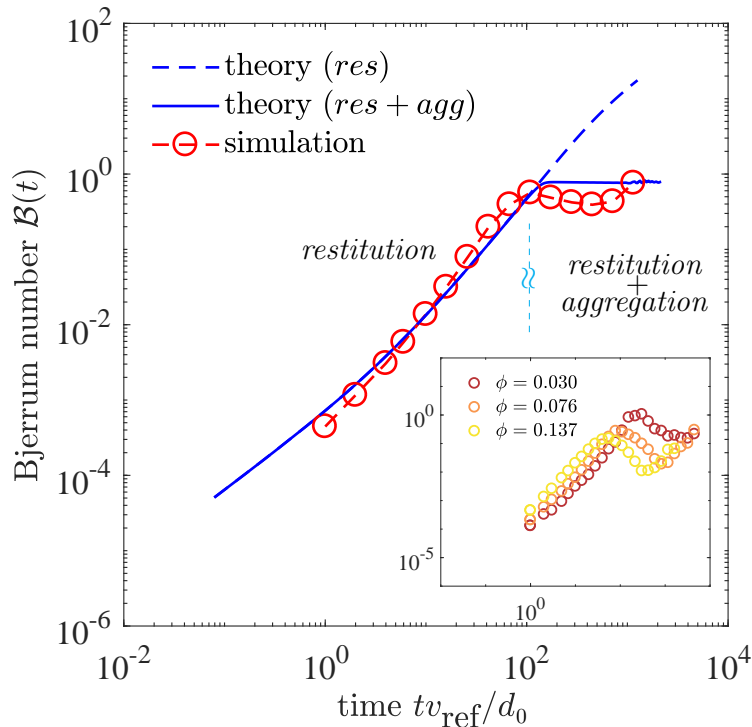 10^2
theory (res)
theory (res + agg)
simulation
10^0
Bjerrum number B(t)
restitution
≈
restitution
+
aggregation
10^-2
ϕ = 0.030
ϕ = 0.076
ϕ = 0.137
10^0
10^-4
10^-5
10^0
10^-6
10^-2
10^0
10^2
10^4
time tv_ref/d_0